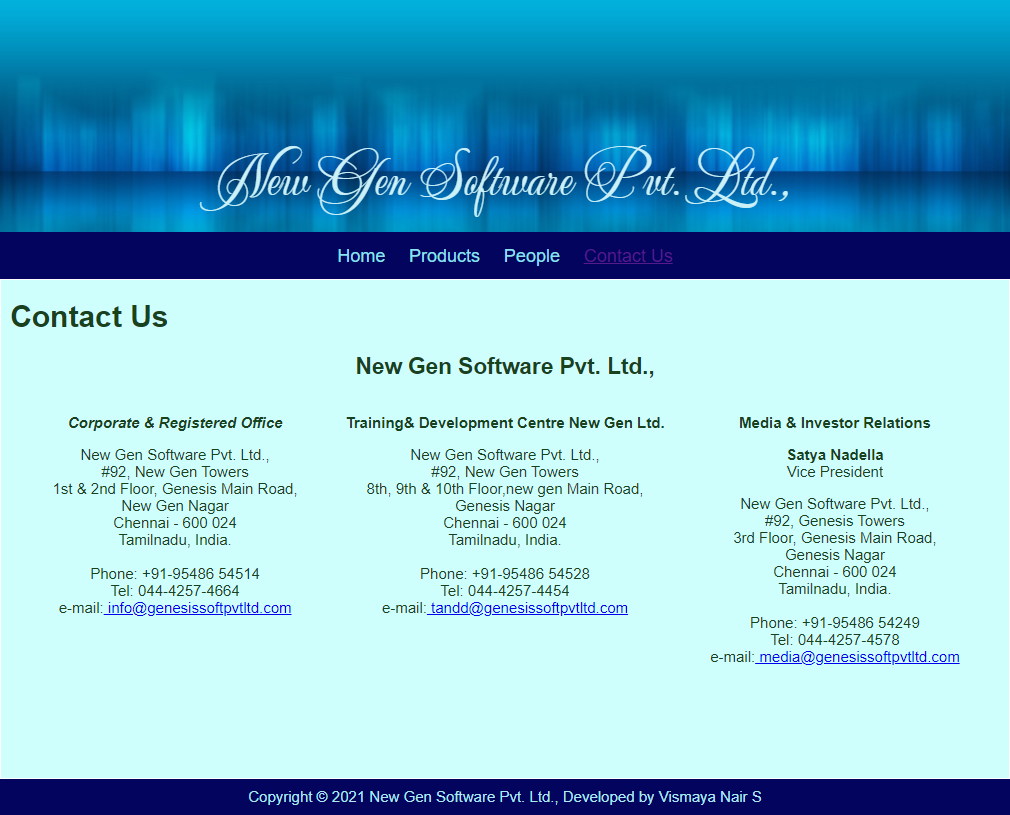 New Gen Software Pvt. Ltd.,
Home Products People Contact Us
Contact Us
New Gen Software Pvt. Ltd.,
Corporate & Registered Office
New Gen Software Pvt. Ltd.,
#92, New Gen Towers
1st & 2nd Floor, Genesis Main Road,
New Gen Nagar
Chennai - 600 024
Tamilnadu, India.
Phone: +91-95486 54514
Tel: 044-4257-4664
e-mail: info@genesissoftpvtltd.com
Training& Development Centre New Gen Ltd.
New Gen Software Pvt. Ltd.,
#92, New Gen Towers
8th, 9th & 10th Floor,new gen Main Road,
Genesis Nagar
Chennai - 600 024
Tamilnadu, India.
Phone: +91-95486 54528
Tel: 044-4257-4454
e-mail: tandd@genesissoftpvtltd.com
Media & Investor Relations
Satya Nadella
Vice President
New Gen Software Pvt. Ltd.,
#92, Genesis Towers
3rd Floor, Genesis Main Road,
Genesis Nagar
Chennai - 600 024
Tamilnadu, India.
Phone: +91-95486 54249
Tel: 044-4257-4578
e-mail: media@genesissoftpvtltd.com
Copyright © 2021 New Gen Software Pvt. Ltd., Developed by Vismaya Nair S